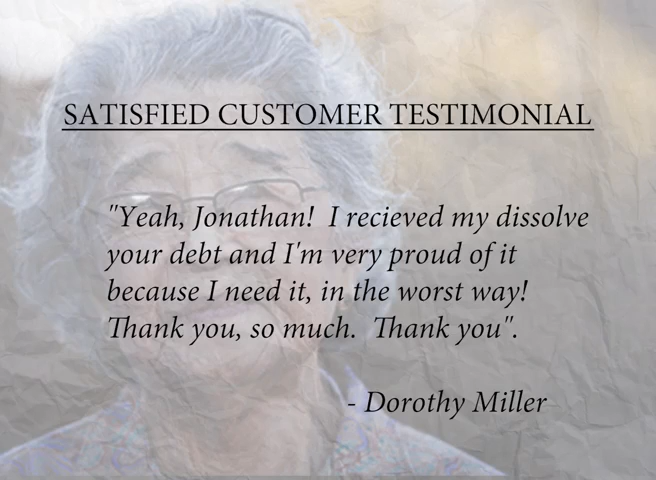 SATISFIED CUSTOMER TESTIMONIAL
"Yeah, Jonathan!  I recieved my dissolve
your debt and I'm very proud of it
because I need it, in the worst way!
Thank you, so much.  Thank you".
- Dorothy Miller